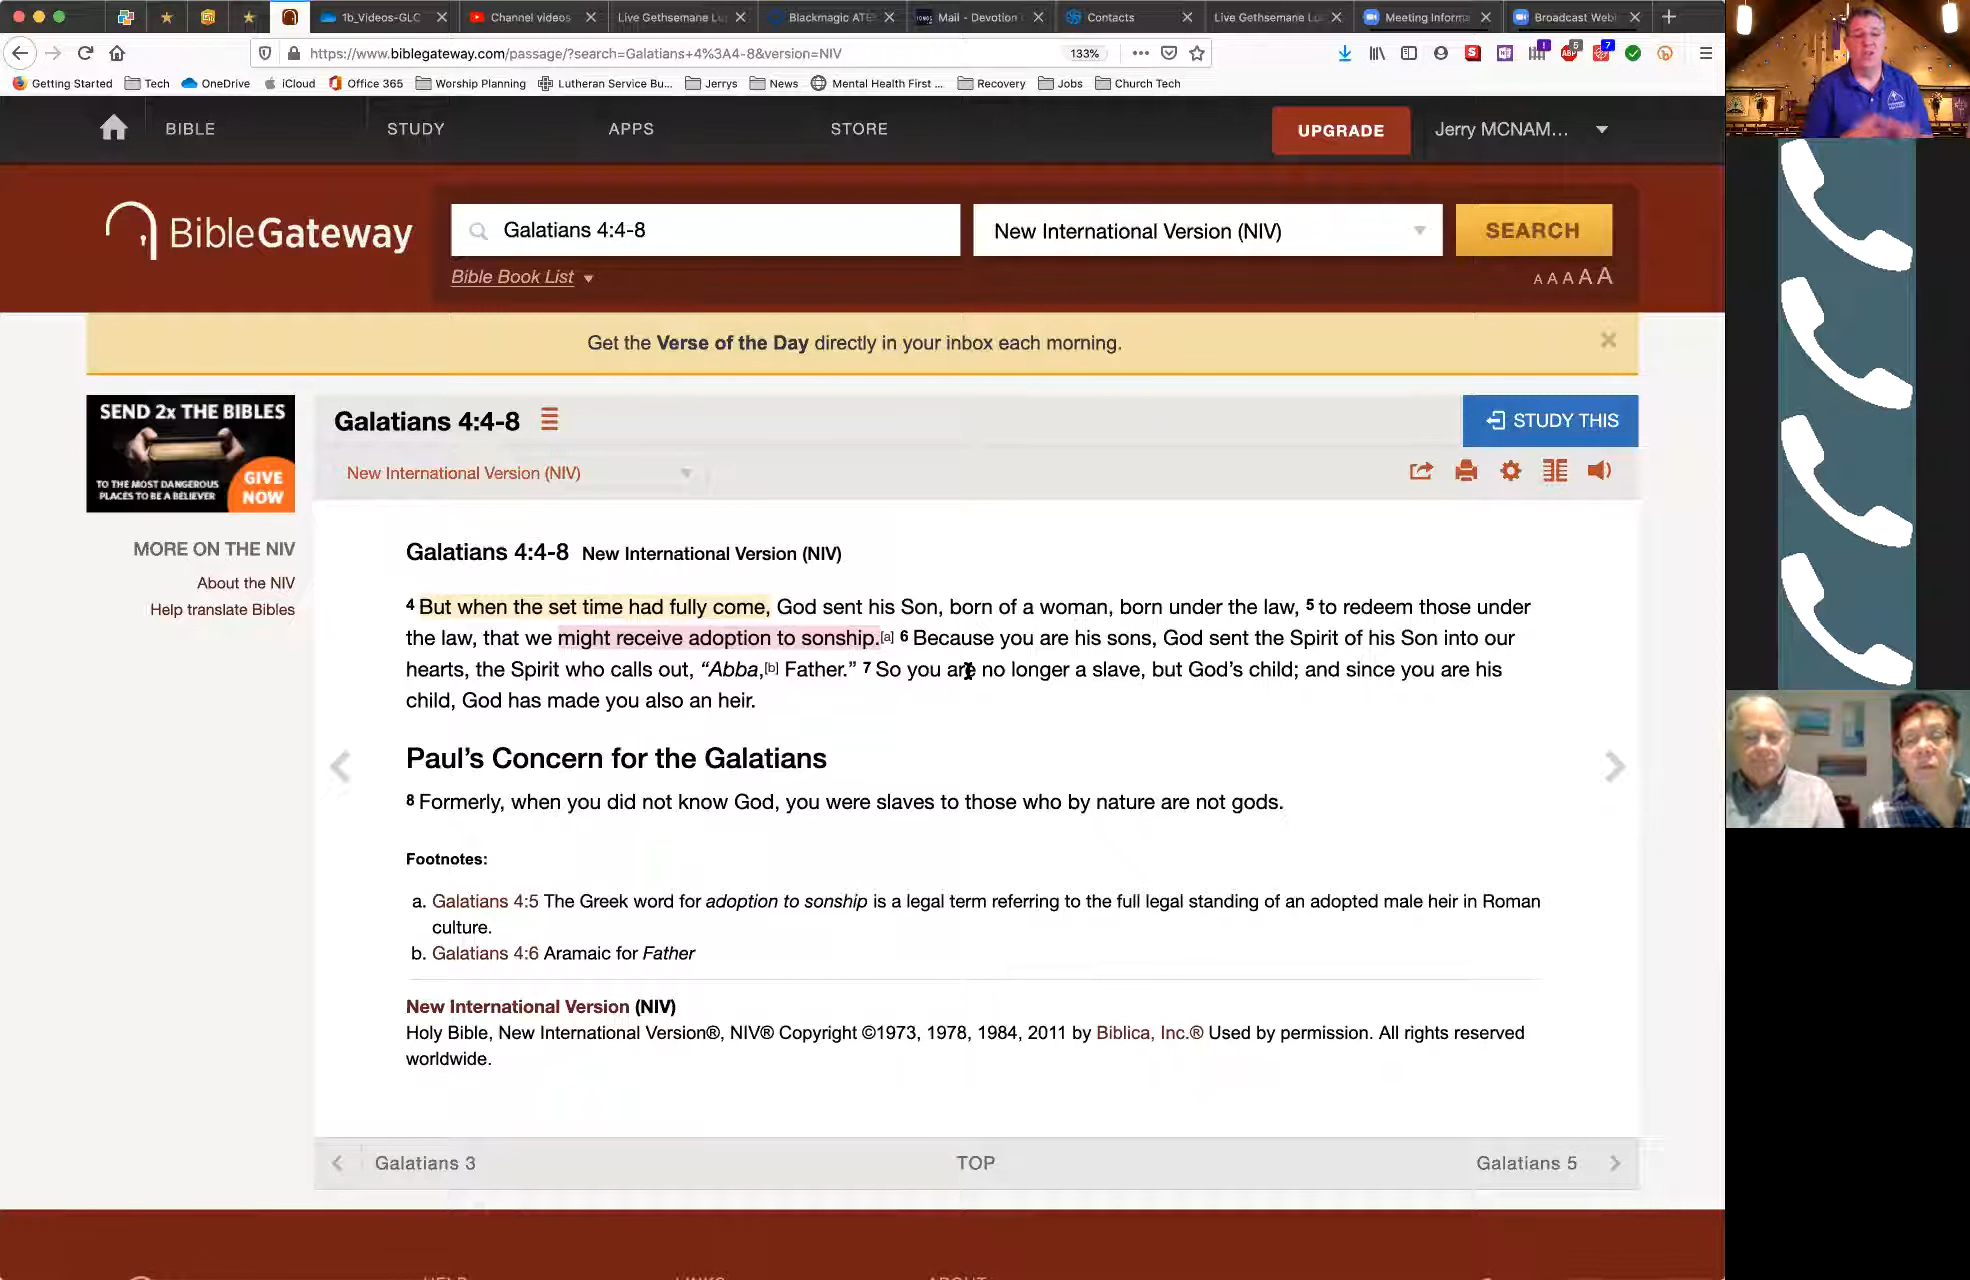 1b_Videos-GLC
Channel videos
Live Gethsemane Lu
Blackmagic ATE
Mail - Devotion
Contacts
Live Gethsemane Lu
Meeting Informa
Broadcast Webi
https://www.biblegateway.com/passage/?search=Galatians+4%3A4-8&version=NIV
133%
Getting Started
Tech
OneDrive
iCloud
Office 365
Worship Planning
Lutheran Service Bu...
Jerrys
News
Mental Health First ...
Recovery
Jobs
Church Tech
BIBLE
STUDY
APPS
STORE
UPGRADE
Jerry MCNAM...
BibleGateway
Galatians 4:4-8
New International Version (NIV)
SEARCH
Bible Book List
A A A A A
Get the Verse of the Day directly in your inbox each morning.
SEND 2x THE BIBLES
TO THE MOST DANGEROUS
PLACES TO BE A BELIEVER
GIVE
NOW
MORE ON THE NIV
About the NIV
Help translate Bibles
Galatians 4:4-8
STUDY THIS
New International Version (NIV)
Galatians 4:4-8 New International Version (NIV)
4 But when the set time had fully come, God sent his Son, born of a woman, born under the law, 5 to redeem those under
the law, that we might receive adoption to sonship.[a] 6 Because you are his sons, God sent the Spirit of his Son into our
hearts, the Spirit who calls out, “Abba,[b] Father.” 7 So you are no longer a slave, but God’s child; and since you are his
child, God has made you also an heir.
Paul’s Concern for the Galatians
8 Formerly, when you did not know God, you were slaves to those who by nature are not gods.
Footnotes:
a. Galatians 4:5 The Greek word for adoption to sonship is a legal term referring to the full legal standing of an adopted male heir in Roman
culture.
b. Galatians 4:6 Aramaic for Father
New International Version (NIV)
Holy Bible, New International Version®, NIV® Copyright ©1973, 1978, 1984, 2011 by Biblica, Inc.® Used by permission. All rights reserved
worldwide.
Galatians 3
TOP
Galatians 5